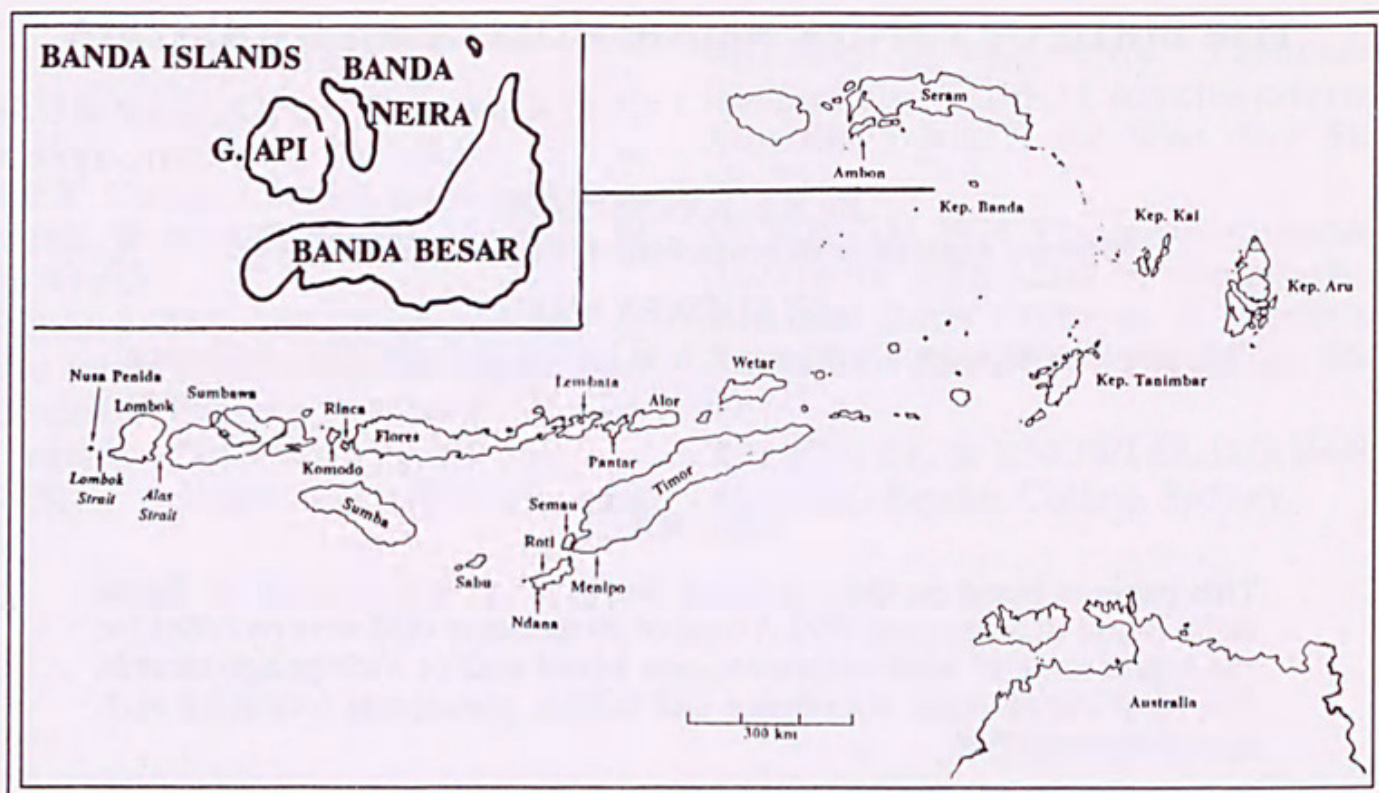 BANDA ISLANDS
BANDA
NEIRA
G. API
BANDA BESAR
Seram
Ambon
Kep. Banda
Kep. Kai
Kep. Aru
Kep. Tanimbar
Wetar
Lembata
Alor
Nusa Penida
Lombok
Sumbawa
Rinca
Flores
Komodo
Pantar
Timor
Lombok
Strait
Alas
Strait
Sumba
Semau
Roti
Sabu
Menipo
Ndana
Australia
300 km